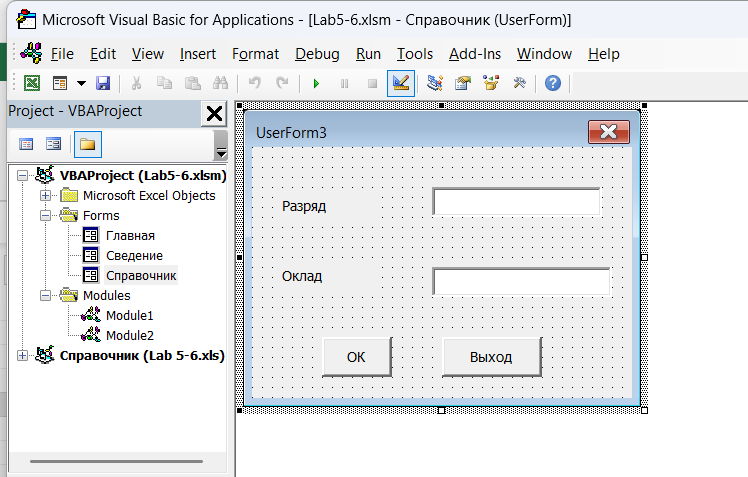 Microsoft Visual Basic for Applications - [Lab5-6.xlsm - Справочник (UserForm)]
File Edit View Insert Format Debug Run Tools Add-Ins Window Help
Project - VBAProject
VBAProject (Lab5-6.xlsm)
Microsoft Excel Objects
Forms
Главная
Сведение
Справочник
Modules
Module1
Module2
Справочник (Lab 5-6.xls)
UserForm3
Разряд
Оклад
ОК Выход